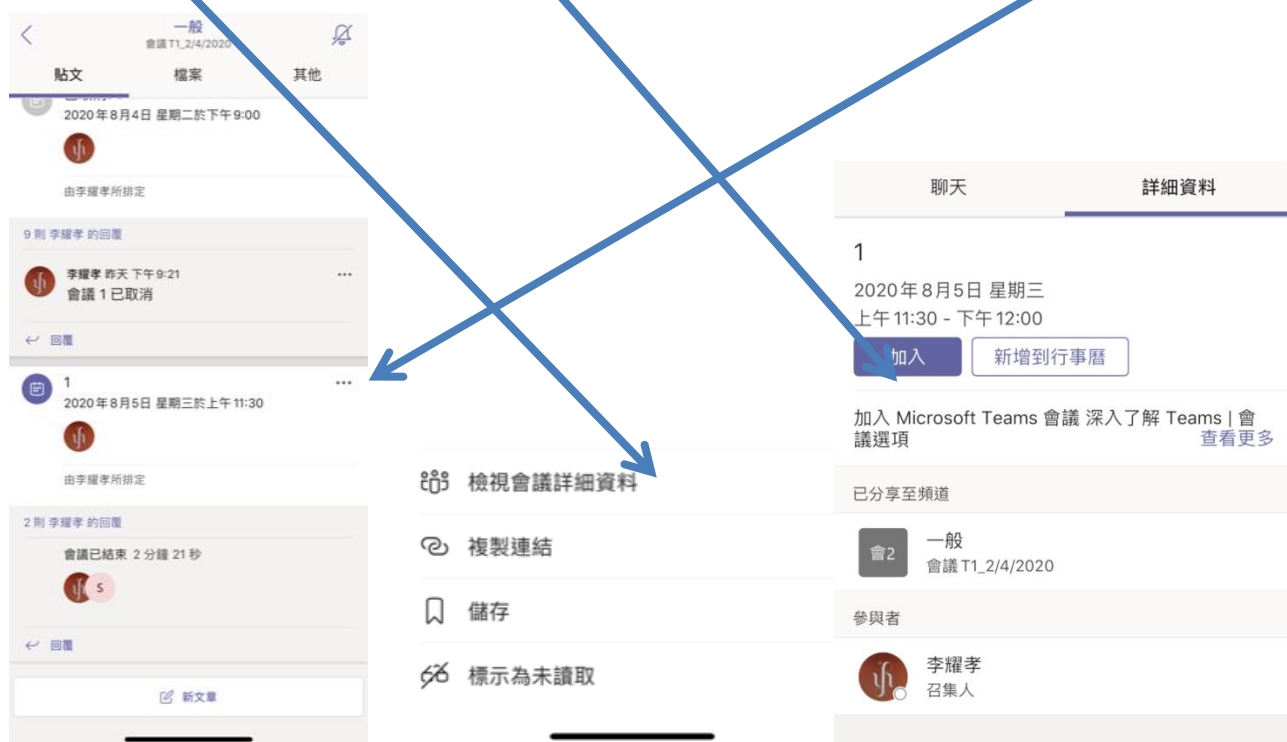 一般
會議 T1_2/4/2020
貼文 檔案 其他
2020年8月4日 星期二於下午9:00
由李耀孝所排定
9 則 李耀孝 的回覆
李耀孝 昨天 下午9:21
會議 1 已取消
回覆
1
2020年8月5日 星期三於上午11:30
由李耀孝所排定
2 則 李耀孝 的回覆
會議已結束 2 分鐘 21 秒
S
回覆
新文章
檢視會議詳細資料
複製連結
儲存
標示為未讀取
聊天 詳細資料
1
2020年8月5日 星期三
上午11:30 - 下午12:00
加入 新增到行事曆
加入 Microsoft Teams 會議 深入了解 Teams | 會
議選項 查看更多
已分享至頻道
會2 一般
會議 T1_2/4/2020
參與者
李耀孝
召集人